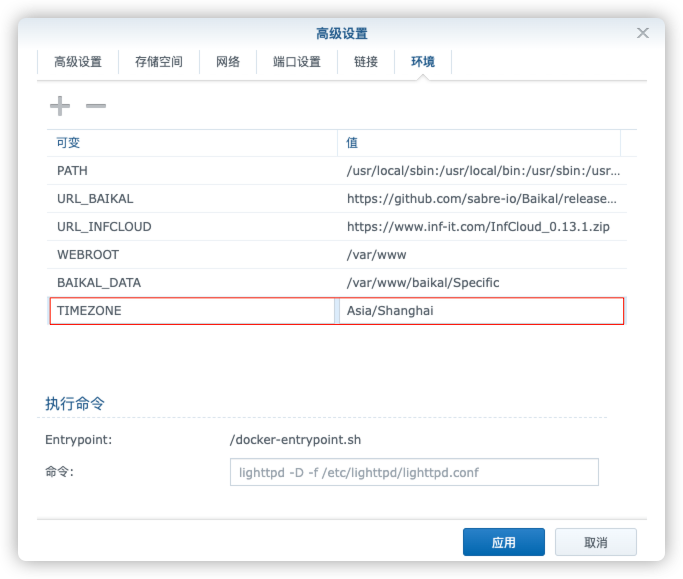 高级设置
高级设置 存储空间 网络 端口设置 链接 环境
可变 值
PATH /usr/local/sbin:/usr/local/bin:/usr/sbin:/usr...
URL_BAIKAL https://github.com/sabre-io/Baikal/release...
URL_INFCLOUD https://www.inf-it.com/InfCloud_0.13.1.zip
WEBROOT /var/www
BAIKAL_DATA /var/www/baikal/Specific
TIMEZONE Asia/Shanghai
执行命令
Entrypoint: /docker-entrypoint.sh
命令: lighttpd -D -f /etc/lighttpd/lighttpd.conf
应用 取消